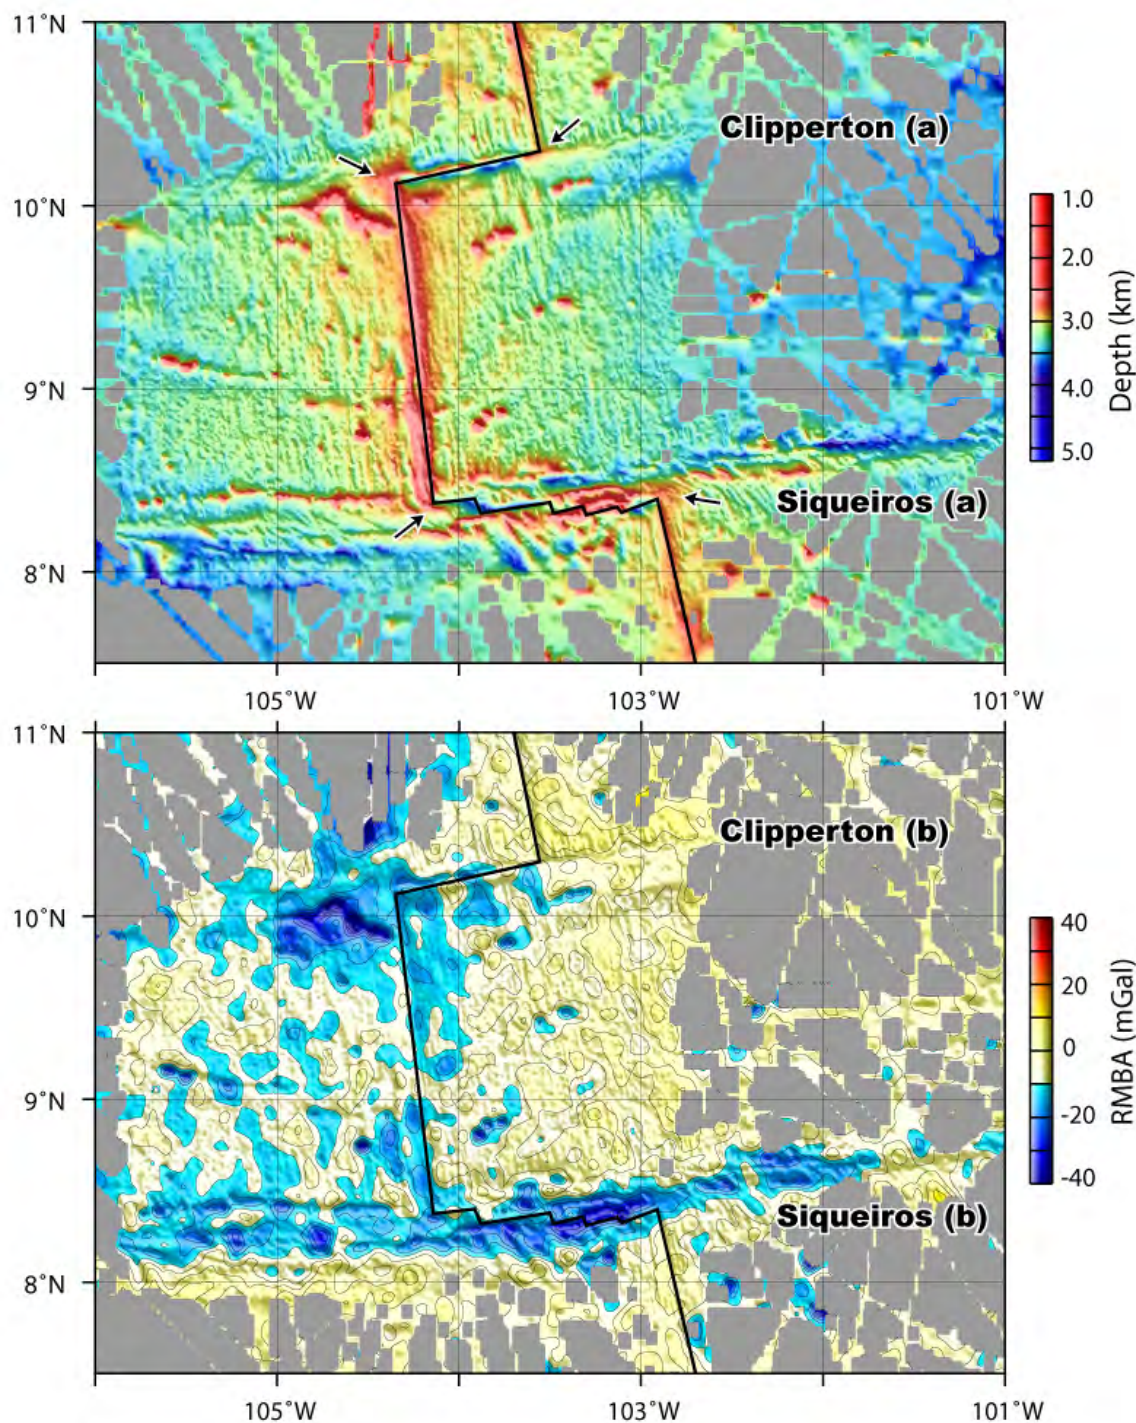 11°N
Clipperton (a)
10°N
9°N
Siqueiros (a)
8°N
1.0
2.0
3.0
4.0
5.0
Depth (km)
105°W
103°W
101°W
11°N
Clipperton (b)
10°N
9°N
Siqueiros (b)
8°N
40
20
0
-20
-40
RMBA (mGal)
105°W
103°W
101°W